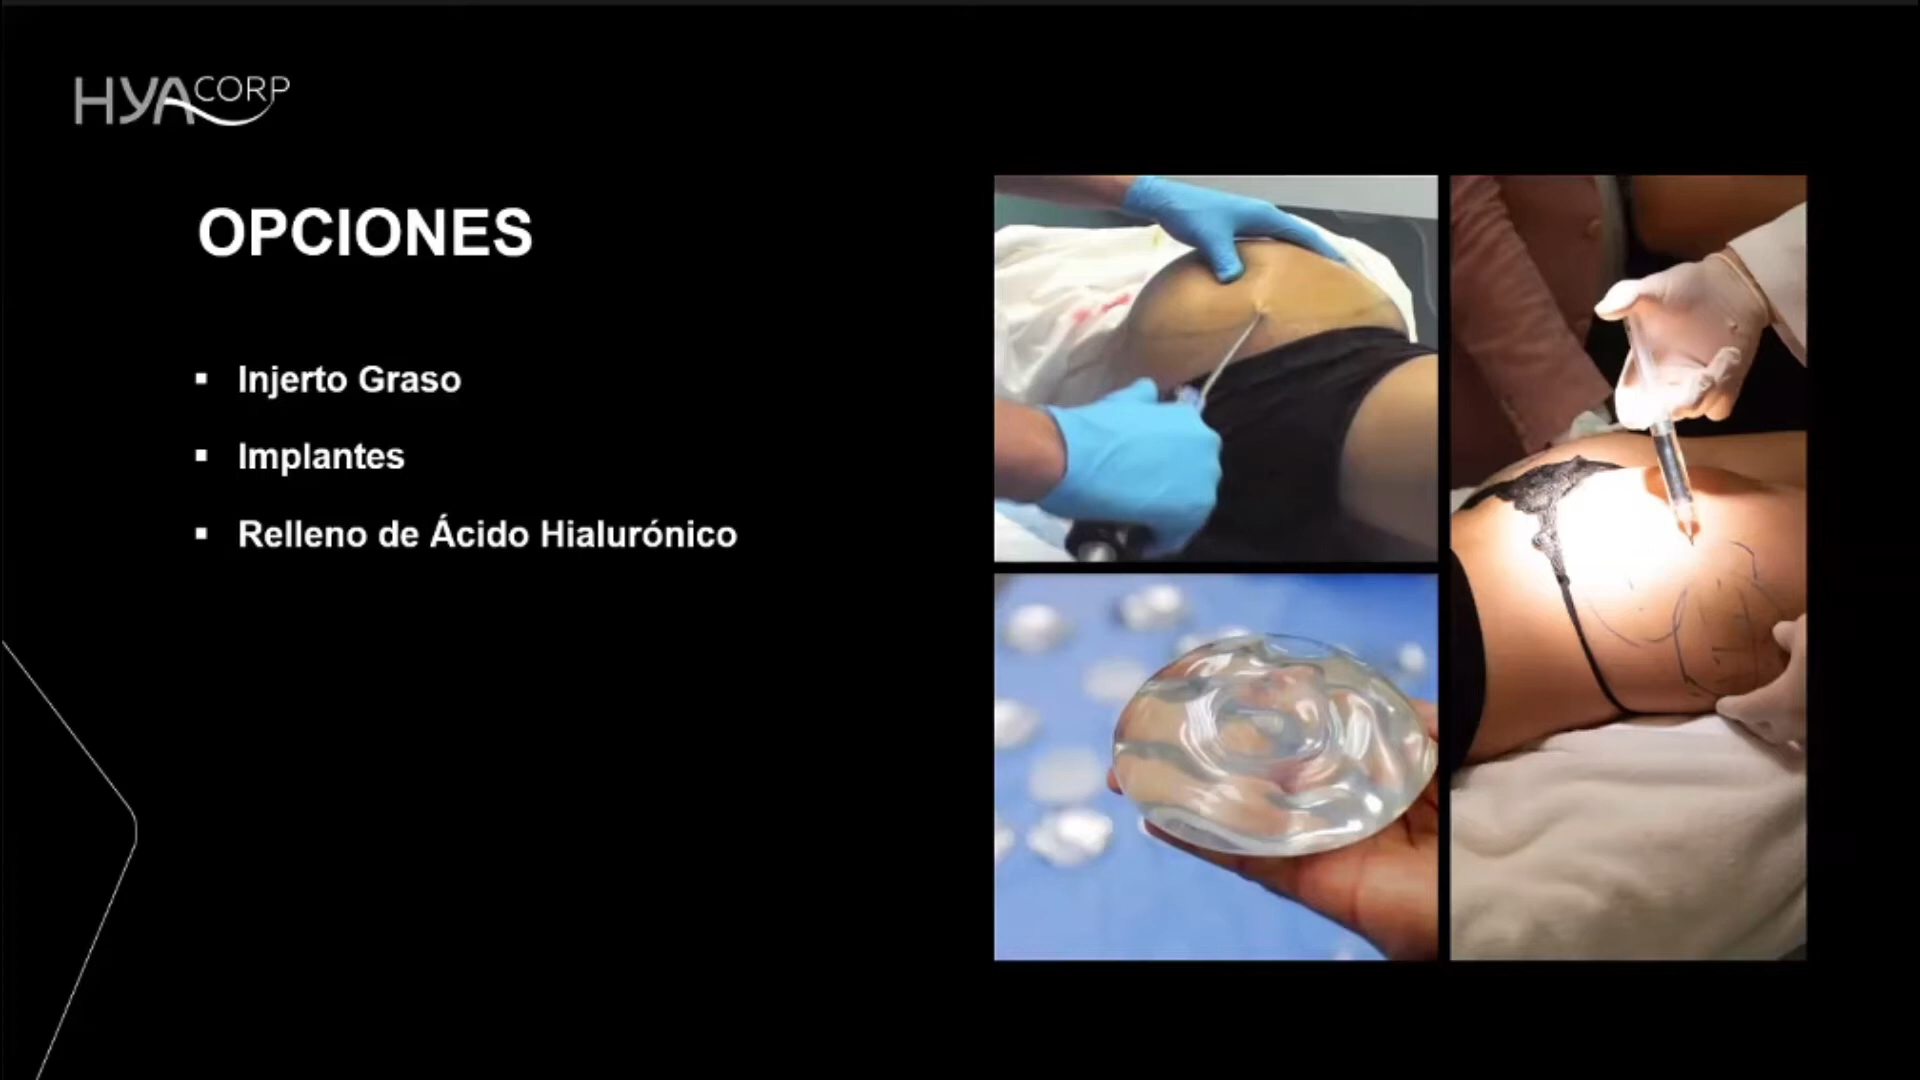 HYACORP
OPCIONES
▪ Injerto Graso
▪ Implantes
▪ Relleno de Ácido Hialurónico